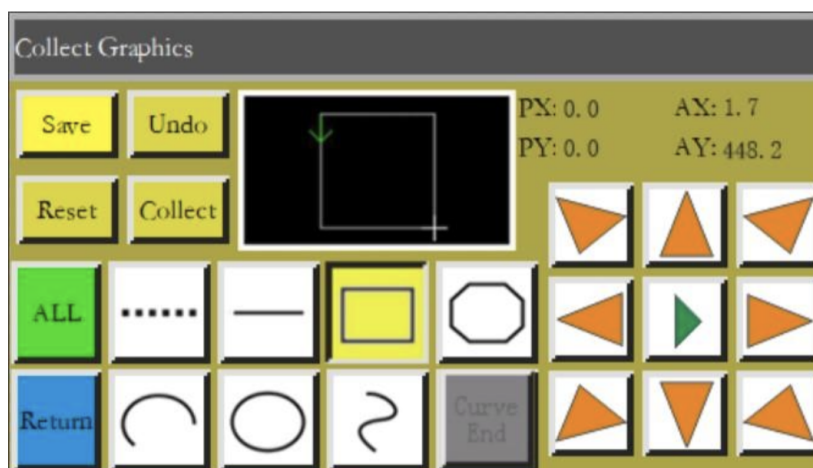 Collect Graphics
Save
Undo
PX: 0.0
AX: 1.7
PY: 0.0
AY: 448.2
Reset
Collect
ALL
Return
Curve
End